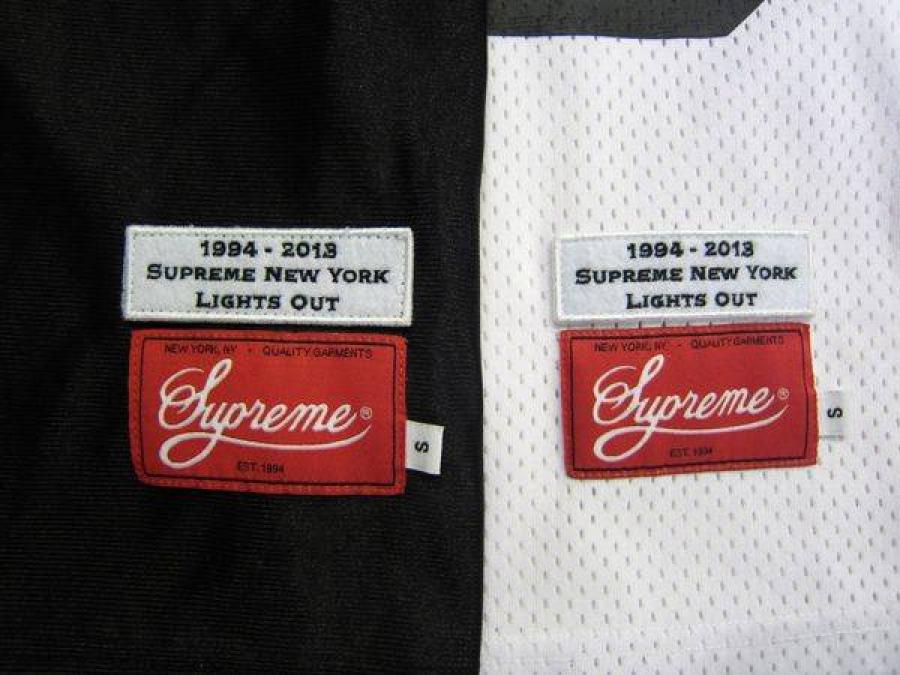 1994 - 2013
SUPREME NEW YORK
LIGHTS OUT
NEW YORK, NY - QUALITY GARMENTS
Supreme®
EST. 1994
S
1994 - 2013
SUPREME NEW YORK
LIGHTS OUT
NEW YORK, NY - QUALITY GARMENTS
Supreme®
EST. 1994
S